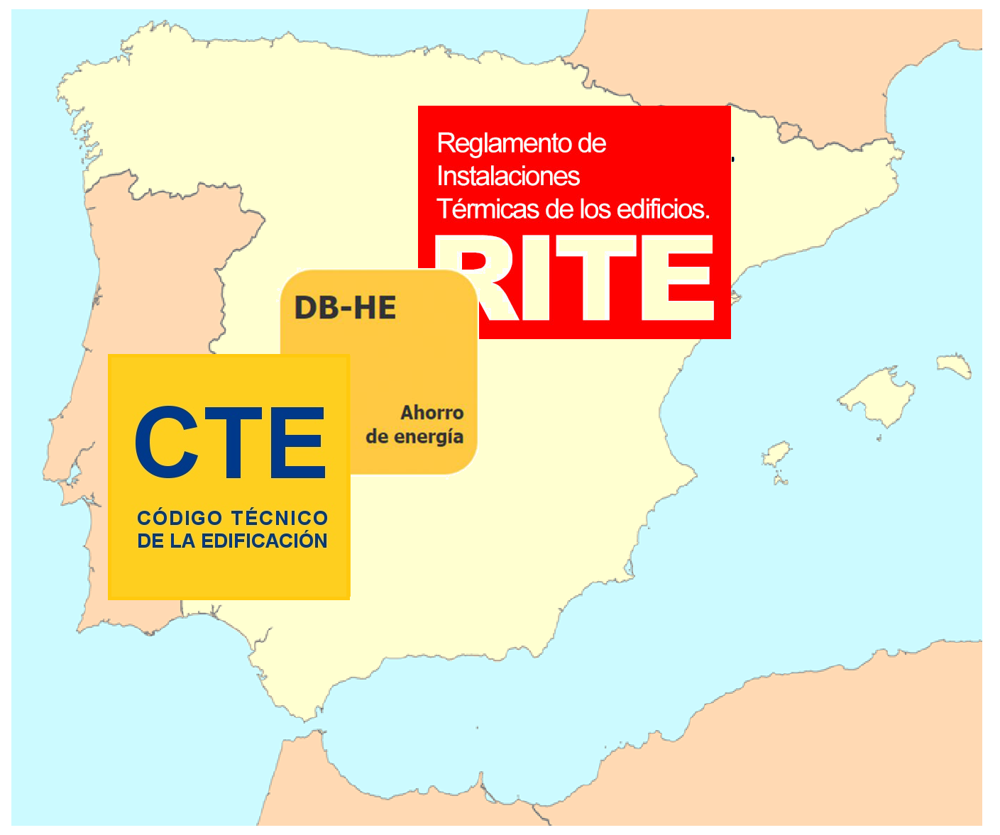 Reglamento de
Instalaciones
Térmicas de los edificios.
RITE
DB-HE
Ahorro
de energía
CTE
CÓDIGO TÉCNICO
DE LA EDIFICACIÓN